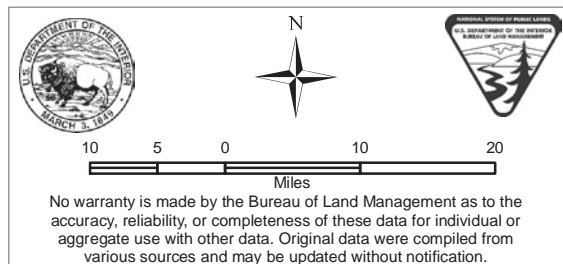 U.S. DEPARTMENT OF THE INTERIOR
MARCH 3, 1849
N
NATIONAL SYSTEM OF PUBLIC LANDS
U.S. DEPARTMENT OF THE INTERIOR
BUREAU OF LAND MANAGEMENT
10 5 0 10 20
Miles
No warranty is made by the Bureau of Land Management as to the
accuracy, reliability, or completeness of these data for individual or
aggregate use with other data. Original data were compiled from
various sources and may be updated without notification.